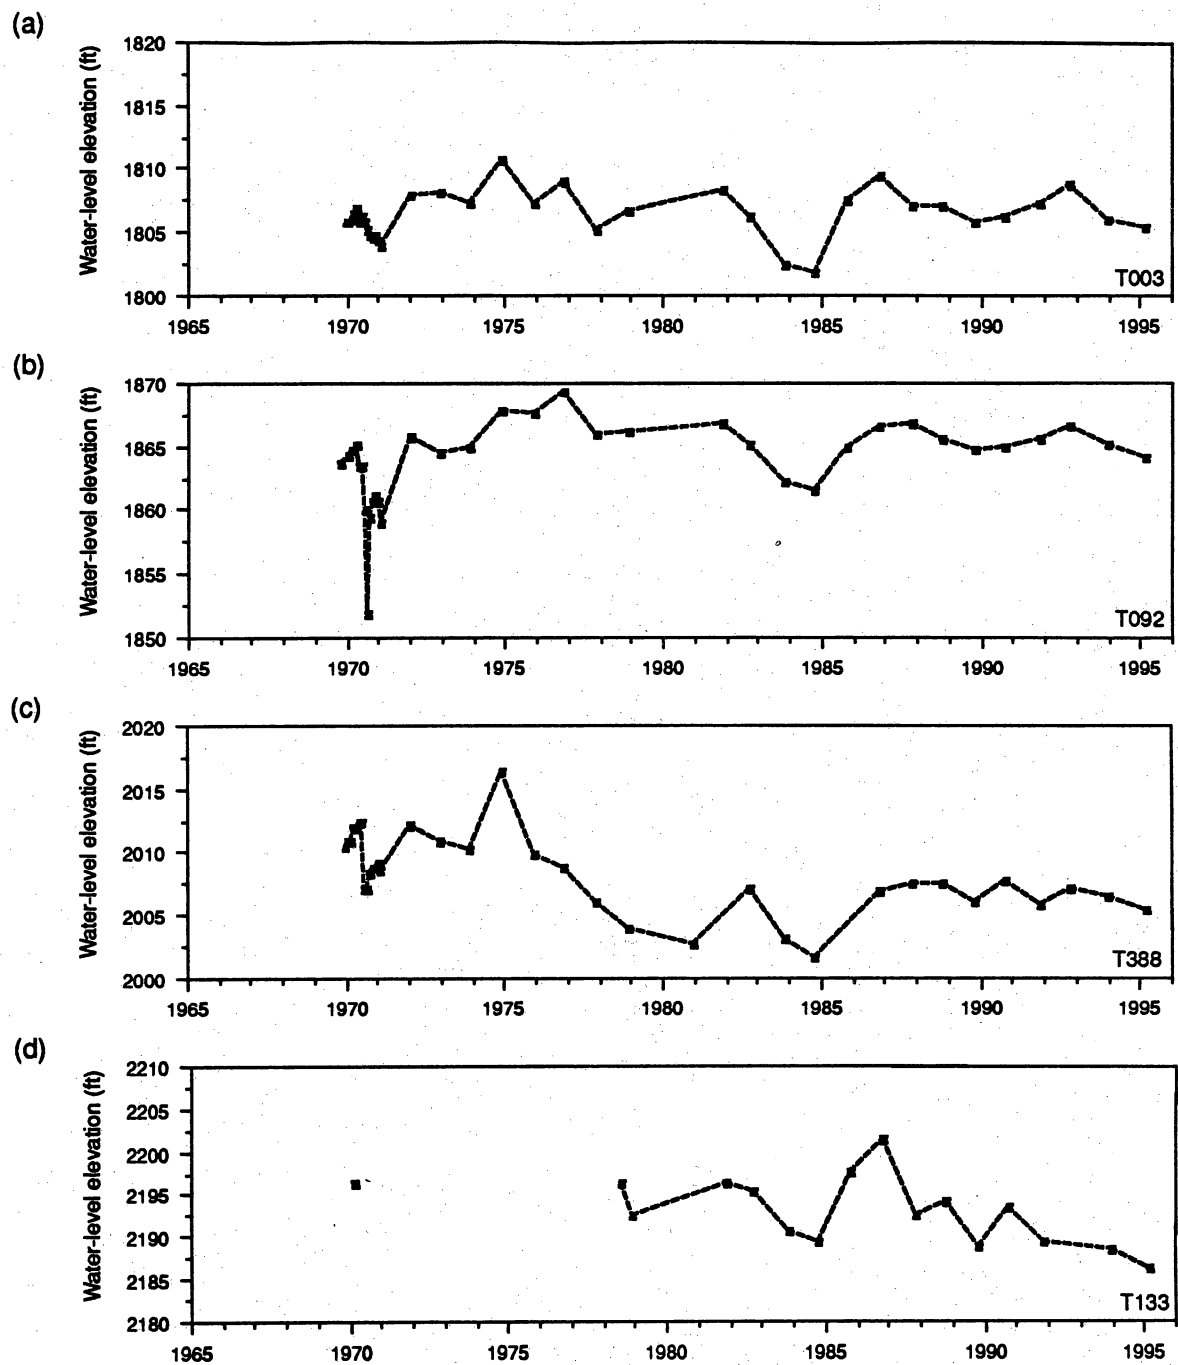 (a)
Water-level elevation (ft)
1820
1815
1810
1805
1800
T003
1965 1970 1975 1980 1985 1990 1995
(b)
Water-level elevation (ft)
1870
1865
1860
1855
1850
T092
1965 1970 1975 1980 1985 1990 1995
(c)
Water-level elevation (ft)
2020
2015
2010
2005
2000
T388
1965 1970 1975 1980 1985 1990 1995
(d)
Water-level elevation (ft)
2210
2205
2200
2195
2190
2185
2180
T133
1965 1970 1975 1980 1985 1990 1995